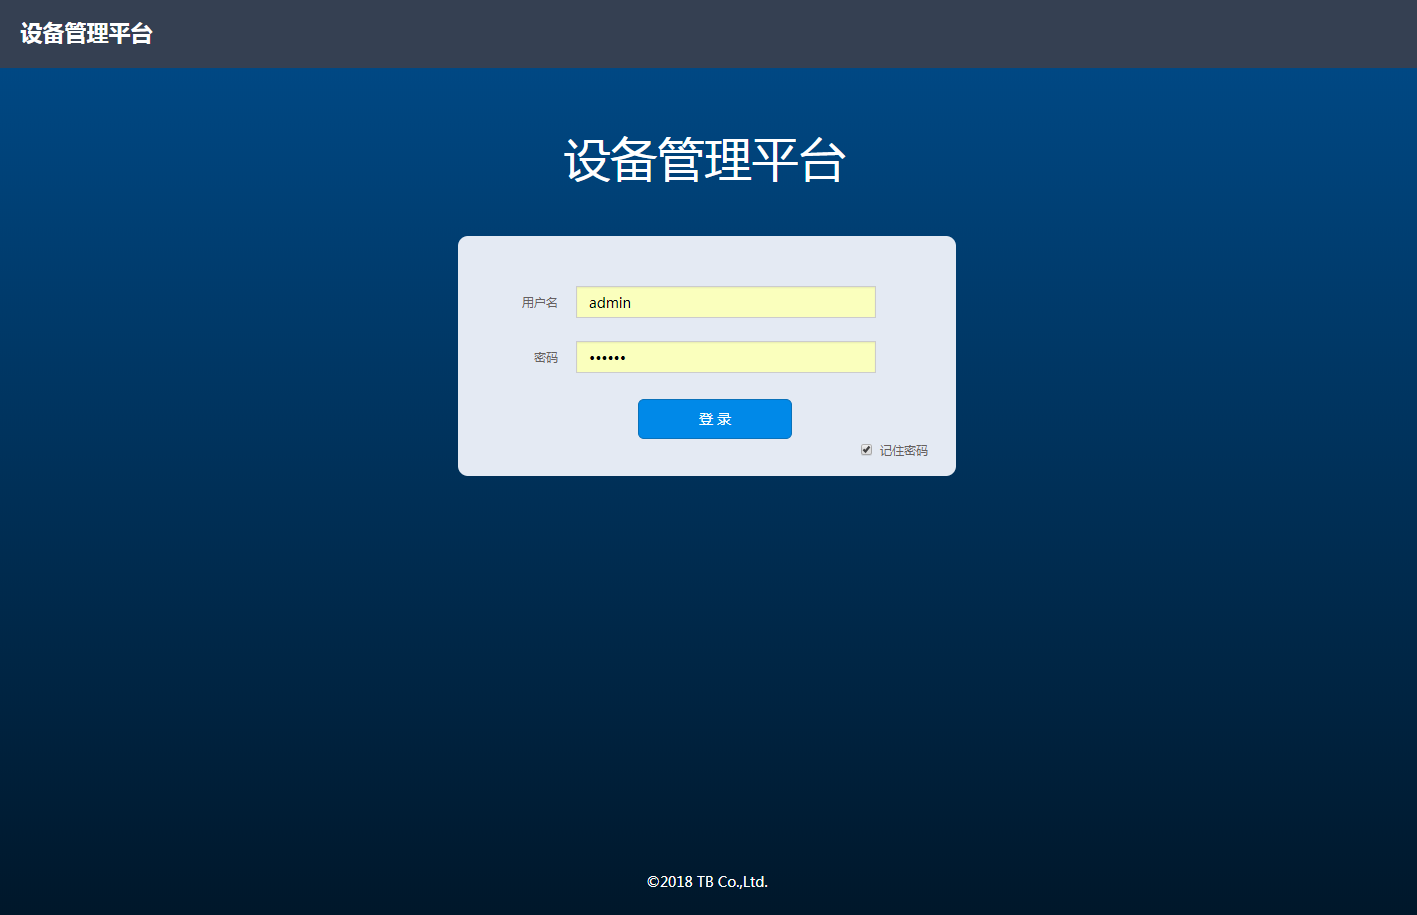 设备管理平台
设备管理平台
用户名 admin
密码 ••••••
登 录
记住密码
©2018 TB Co.,Ltd.